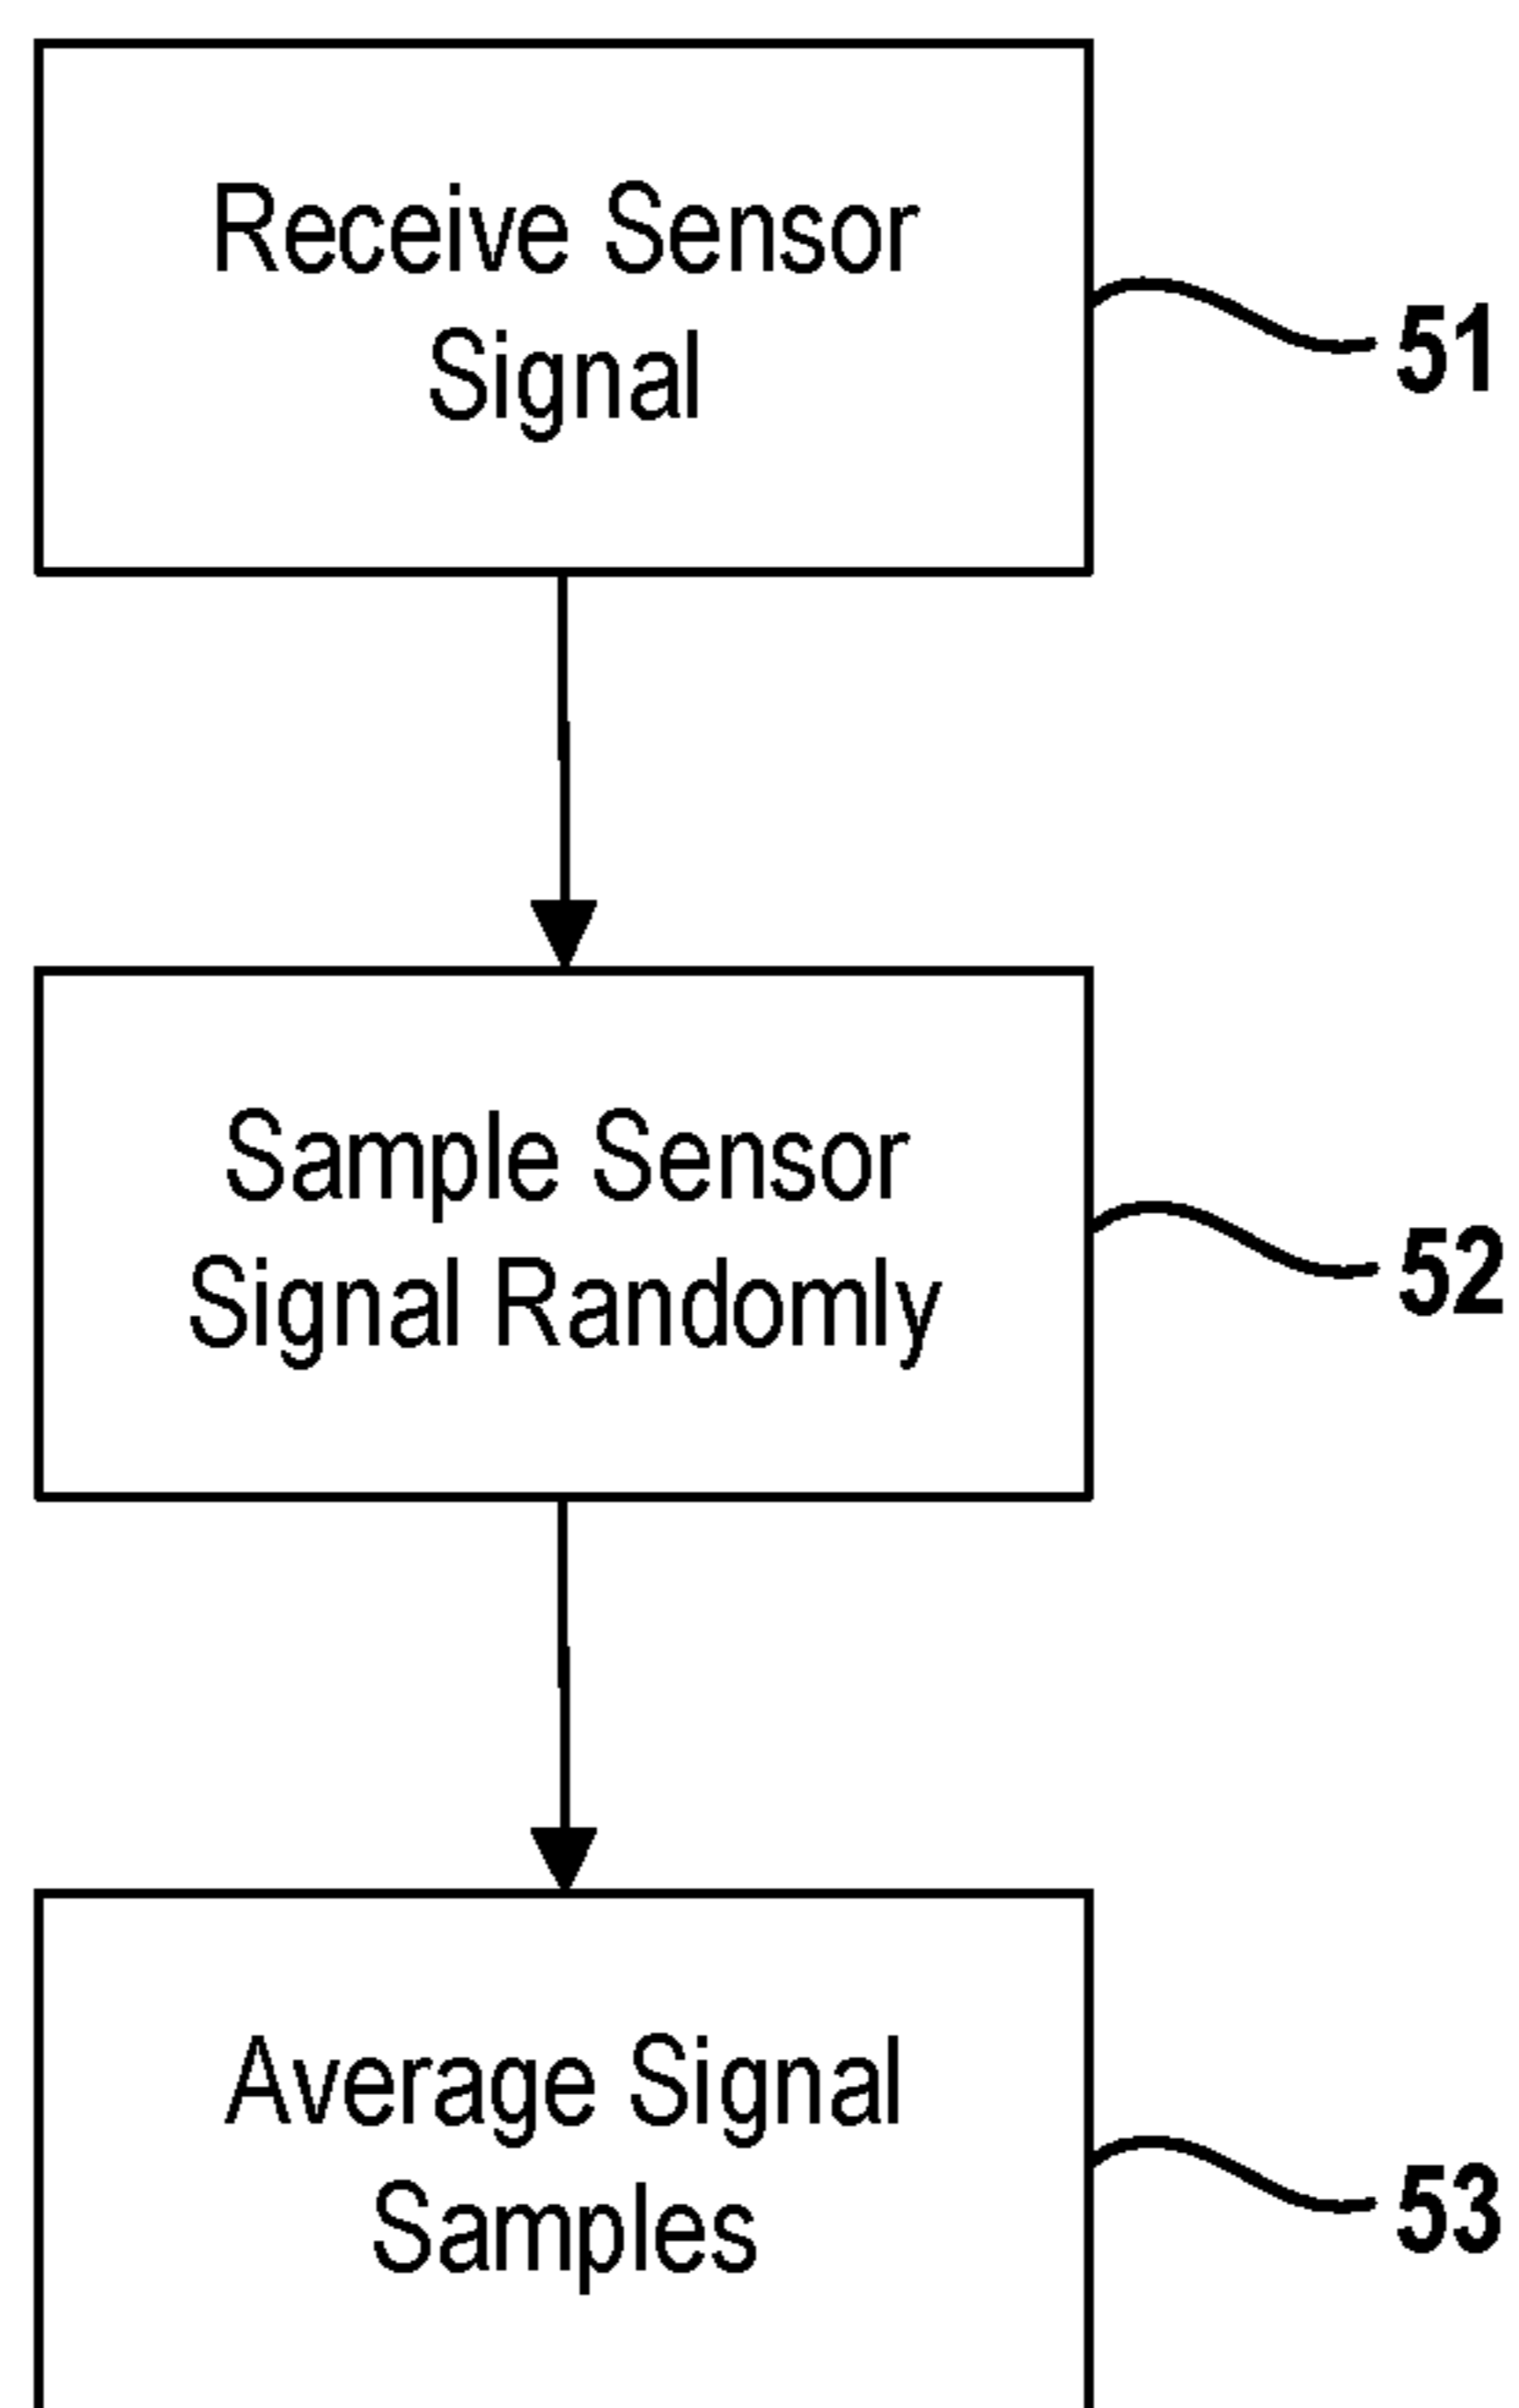 Receive Sensor
Signal
51
Sample Sensor
Signal Randomly
52
Average Signal
Samples
53